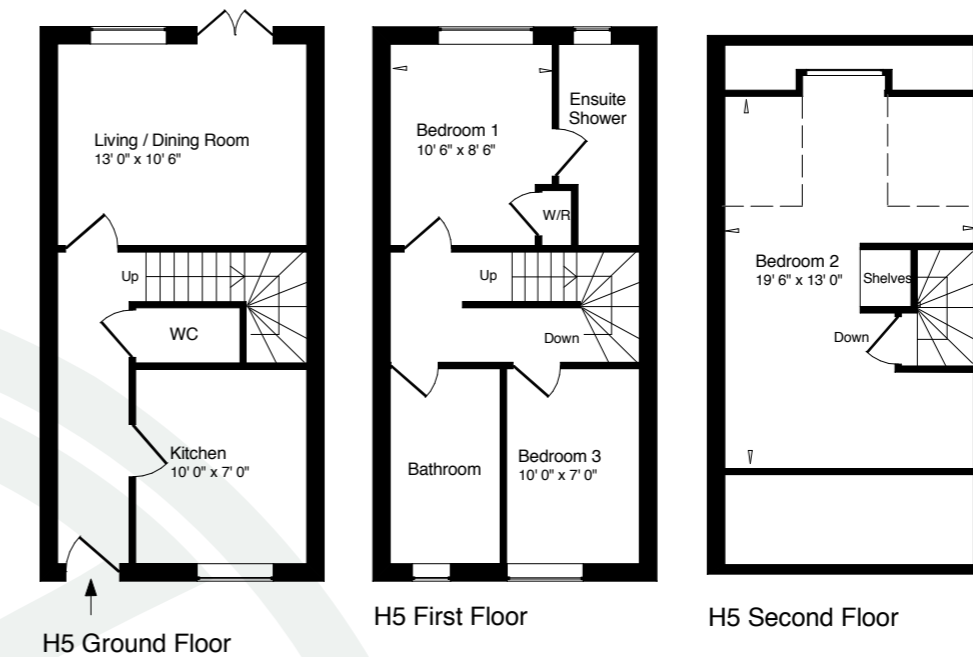 Living / Dining Room
13' 0" x 10' 6"
Up
WC
Kitchen
10' 0" x 7' 0"
H5 Ground Floor
Bedroom 1
10' 6" x 8' 6"
Ensuite
Shower
W/R
Up
Down
Bathroom
Bedroom 3
10' 0" x 7' 0"
H5 First Floor
Bedroom 2
19' 6" x 13' 0"
Shelves
Down
H5 Second Floor